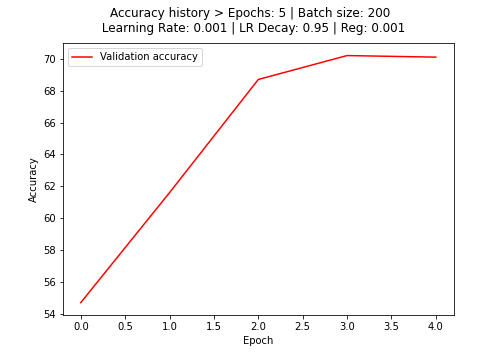 Accuracy history > Epochs: 5 | Batch size: 200
Learning Rate: 0.001 | LR Decay: 0.95 | Reg: 0.001
Validation accuracy
70
68
66
64
62
60
58
56
54
Accuracy
0.0 0.5 1.0 1.5 2.0 2.5 3.0 3.5 4.0
Epoch